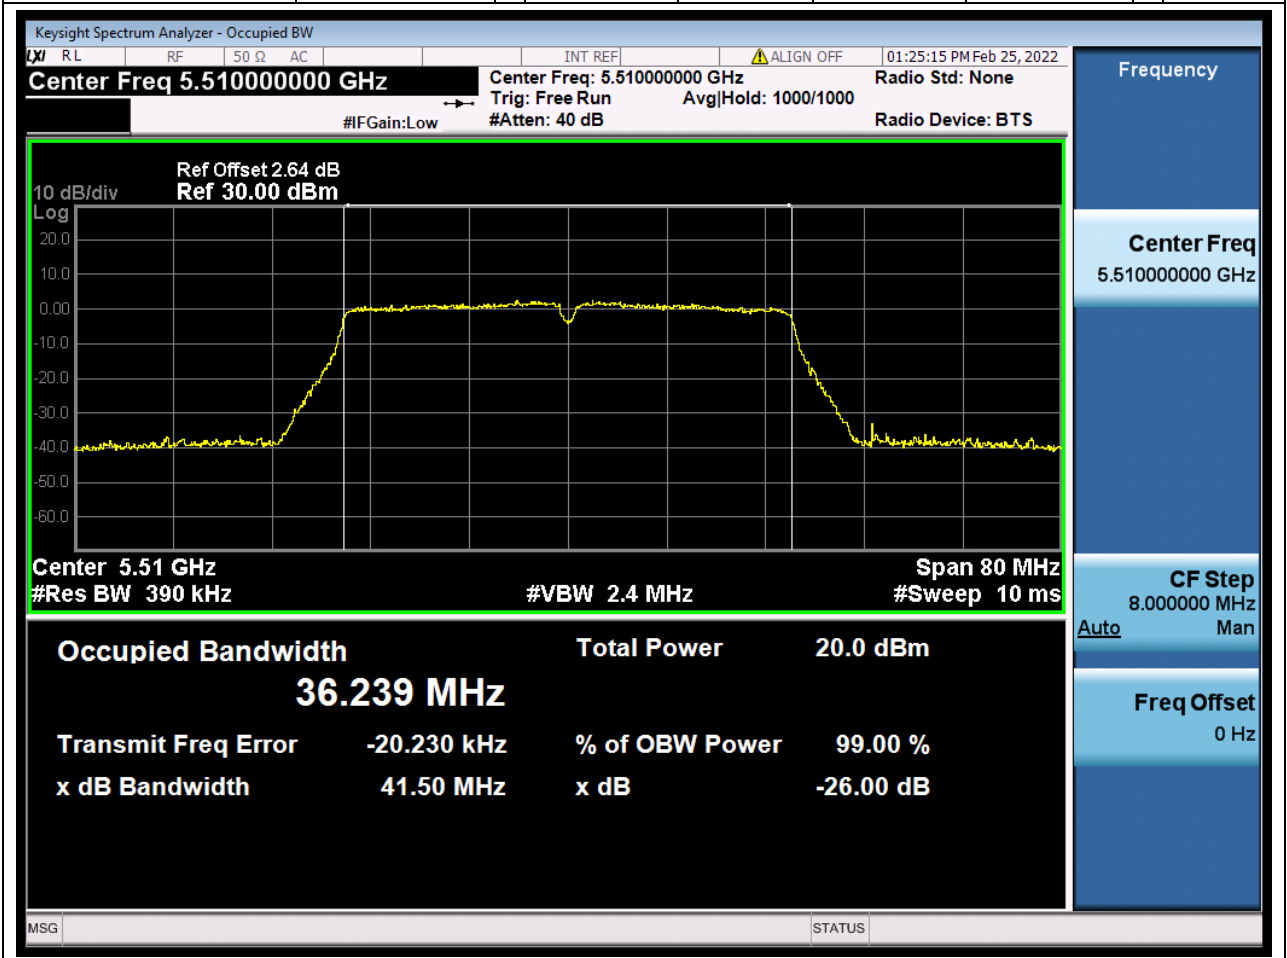 Keysight Spectrum Analyzer - Occupied BW
LXI RL RF 50 Ω AC INT REF ALIGN OFF 01:25:15 PM Feb 25, 2022
Center Freq 5.510000000 GHz
Center Freq: 5.510000000 GHz Radio Std: None
Trig: Free Run Avg|Hold: 1000/1000
#IFGain:Low #Atten: 40 dB Radio Device: BTS
Ref Offset 2.64 dB
10 dB/div Ref 30.00 dBm
Log
20.0
10.0
0.00
-10.0
-20.0
-30.0
-40.0
-50.0
-60.0
Center 5.51 GHz Span 80 MHz
#Res BW 390 kHz #VBW 2.4 MHz #Sweep 10 ms
Occupied Bandwidth Total Power 20.0 dBm
36.239 MHz
Transmit Freq Error -20.230 kHz % of OBW Power 99.00 %
x dB Bandwidth 41.50 MHz x dB -26.00 dB
MSG STATUS
Frequency
Center Freq
5.510000000 GHz
CF Step
8.000000 MHz
Auto Man
Freq Offset
0 Hz